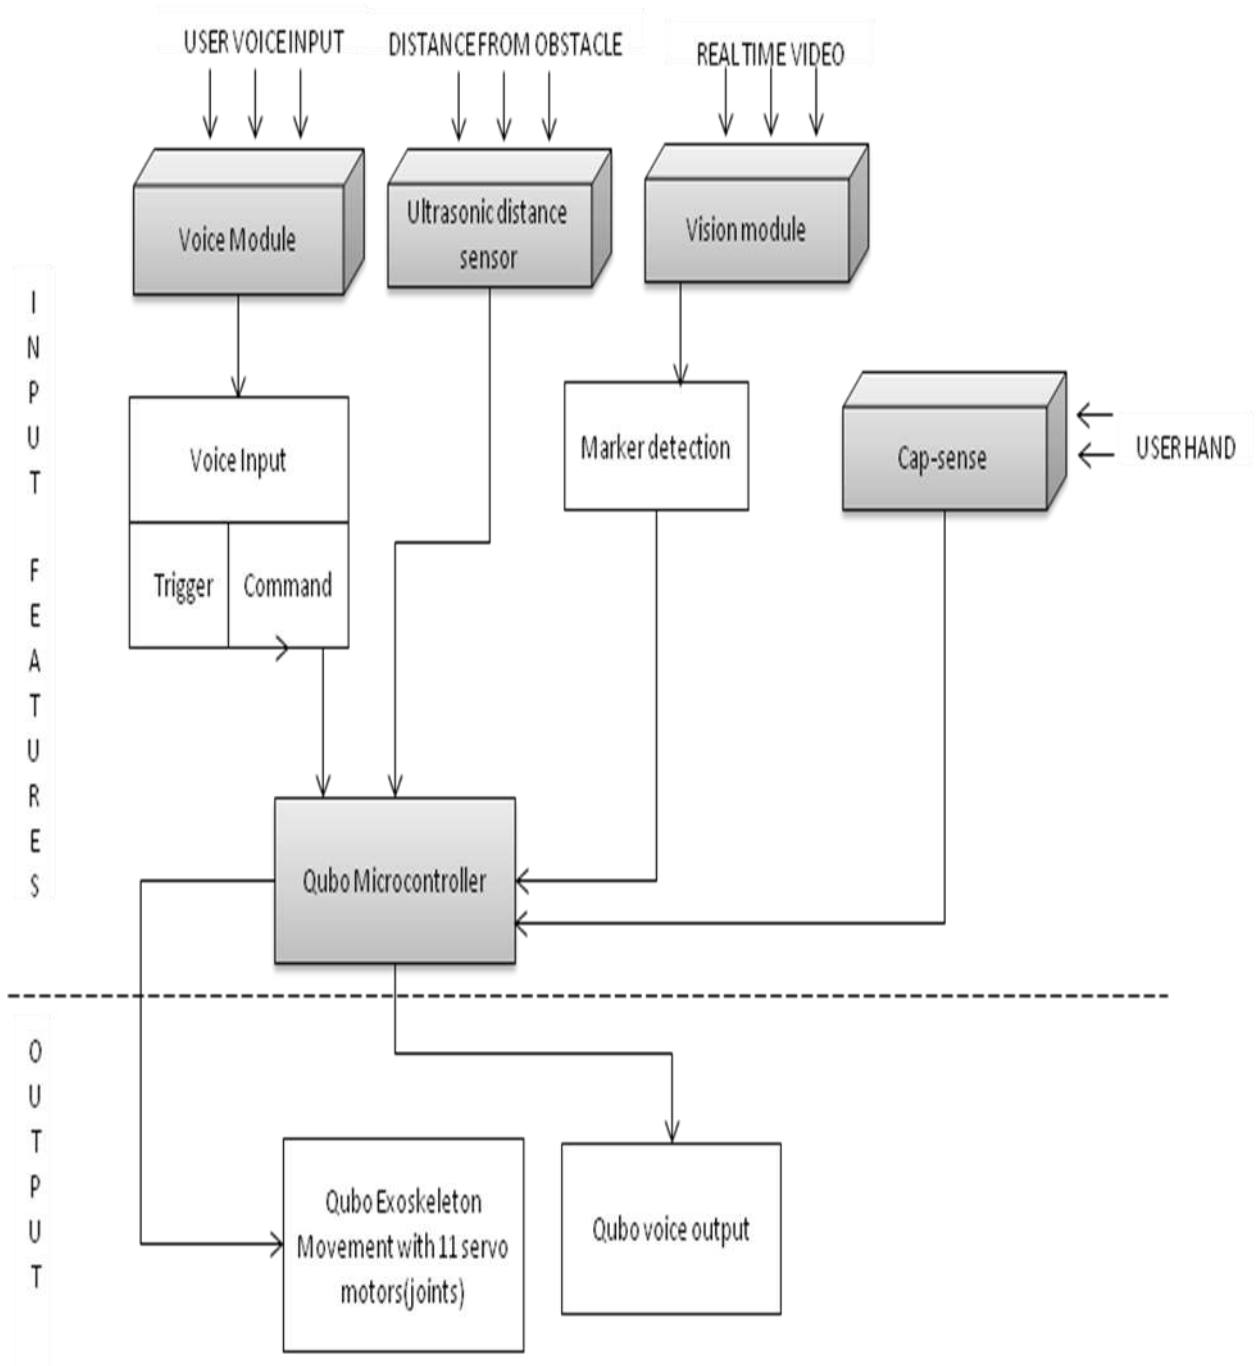 USER VOICE INPUT
DISTANCE FROM OBSTACLE
REAL TIME VIDEO
Voice Module
Ultrasonic distance
sensor
Vision module
INPUT FEATURES
Voice Input
Trigger
Command
Marker detection
Cap-sense
USER HAND
Qubo Microcontroller
OUTPUT
Qubo Exoskeleton
Movement with 11 servo
motors(joints)
Qubo voice output